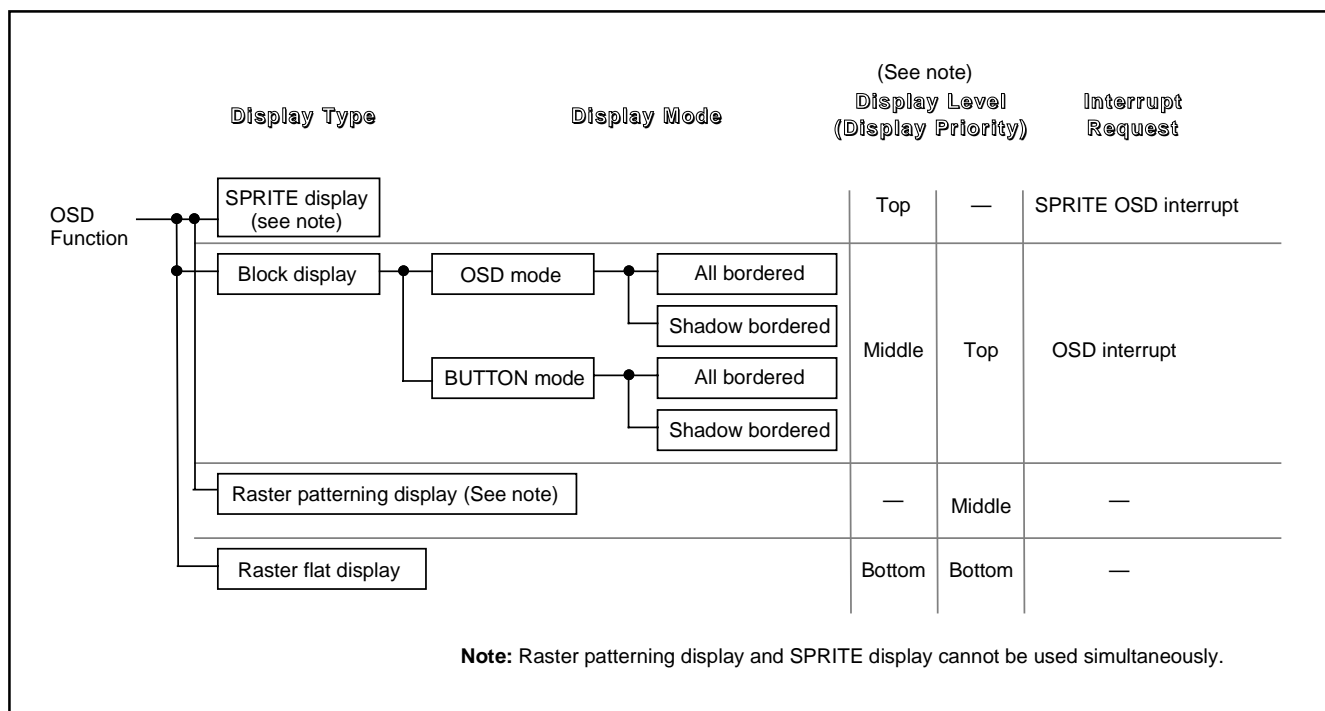 (See note)
Display Type
Display Mode
Display Level
(Display Priority)
Interrupt
Request
OSD
Function
SPRITE display
(see note)
Top
—
SPRITE OSD interrupt
Block display
OSD mode
All bordered
Shadow bordered
BUTTON mode
All bordered
Shadow bordered
Middle
Top
OSD interrupt
Raster patterning display (See note)
—
Middle
—
Raster flat display
Bottom
Bottom
—
Note: Raster patterning display and SPRITE display cannot be used simultaneously.